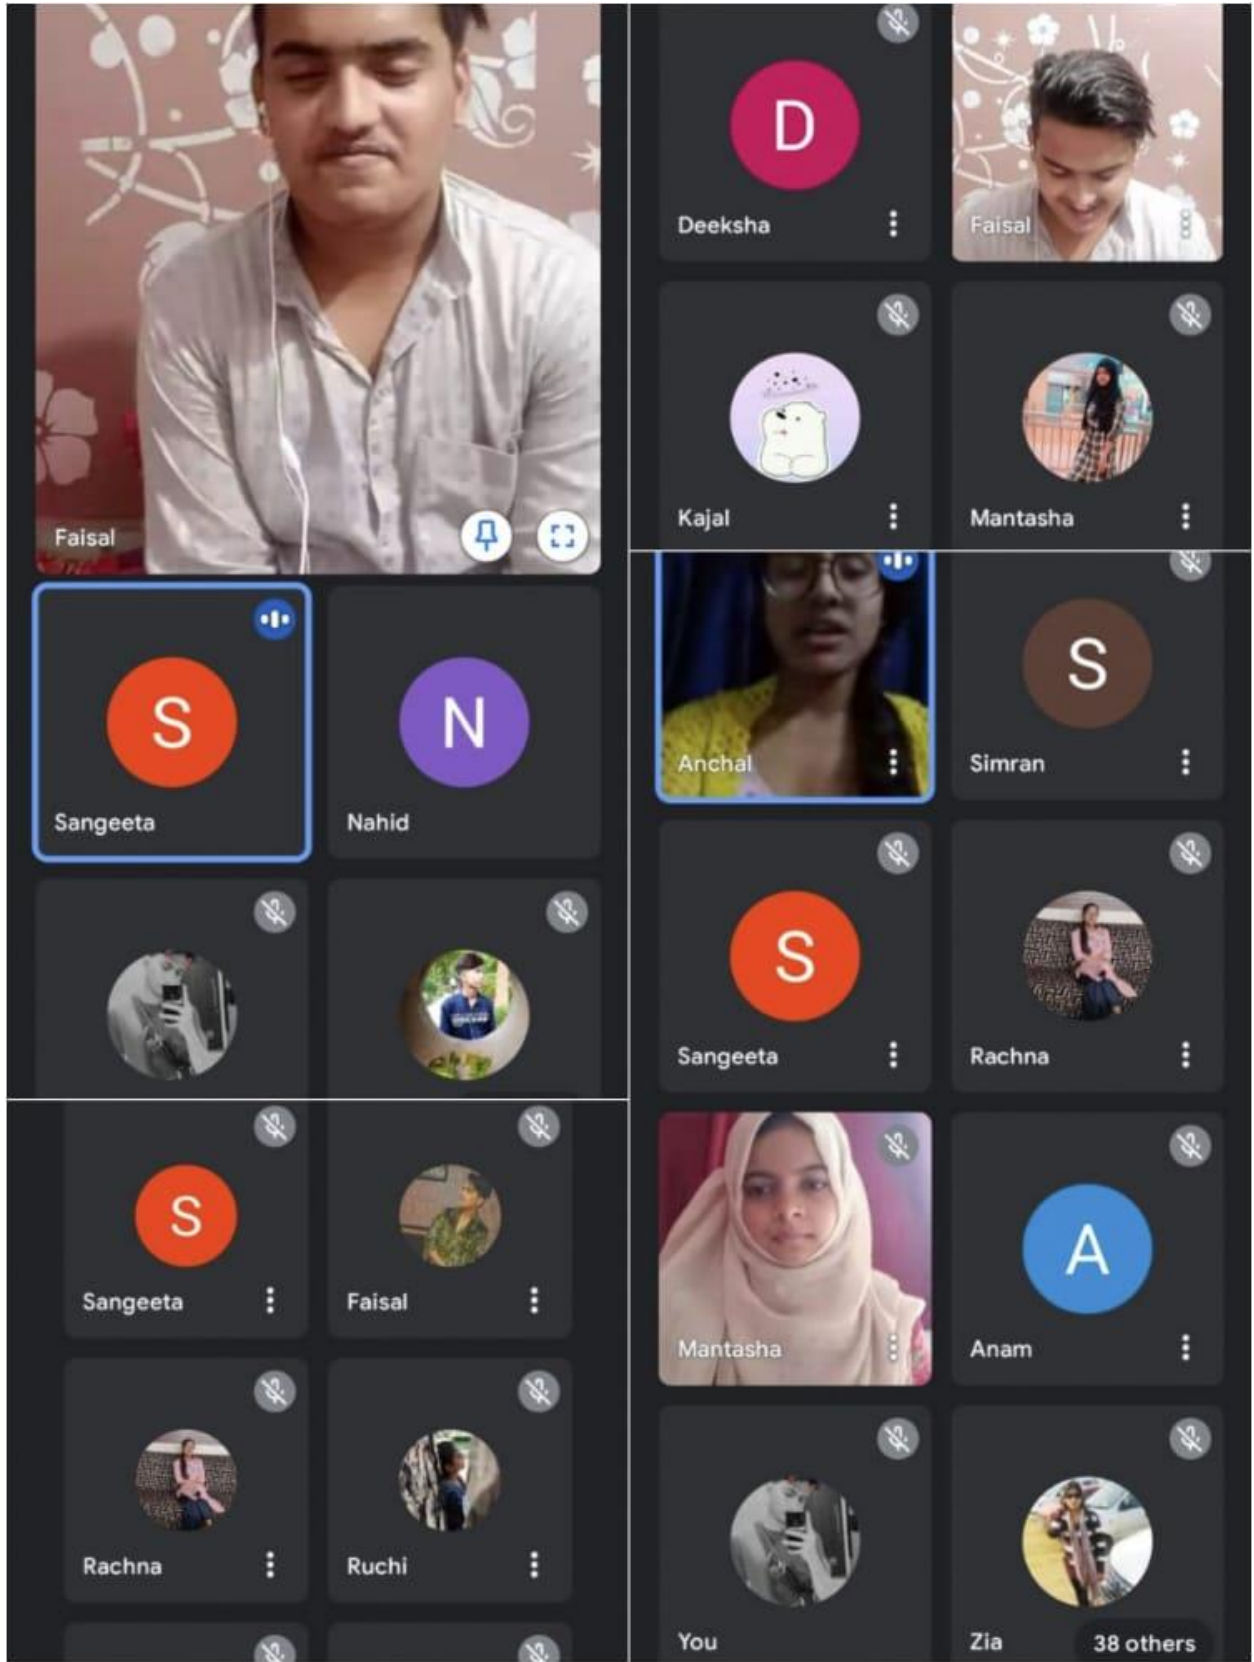 Faisal
S
N
Sangeeta
Nahid
S
Sangeeta
Faisal
Rachna
Ruchi
D
Deeksha
Faisal
Kajal
Mantasha
S
Anchal
Simran
S
Sangeeta
Rachna
A
Mantasha
Anam
You
Zia
38 others